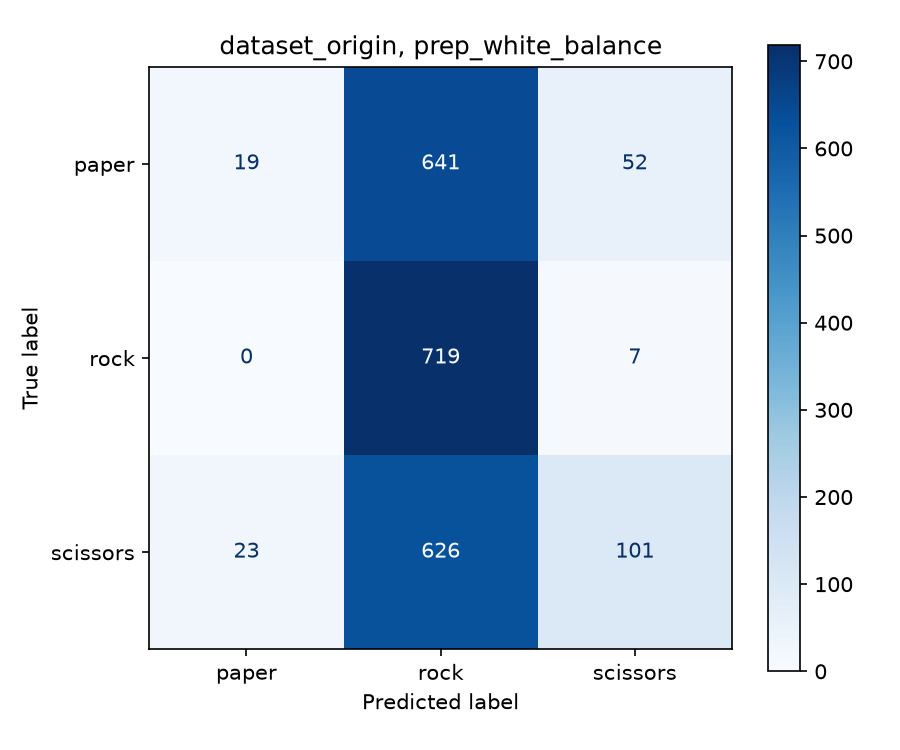 dataset_origin, prep_white_balance
700
600
500
400
300
200
100
0
True label
paper
19 641 52
rock
0 719 7
scissors
23 626 101
paper rock scissors
Predicted label